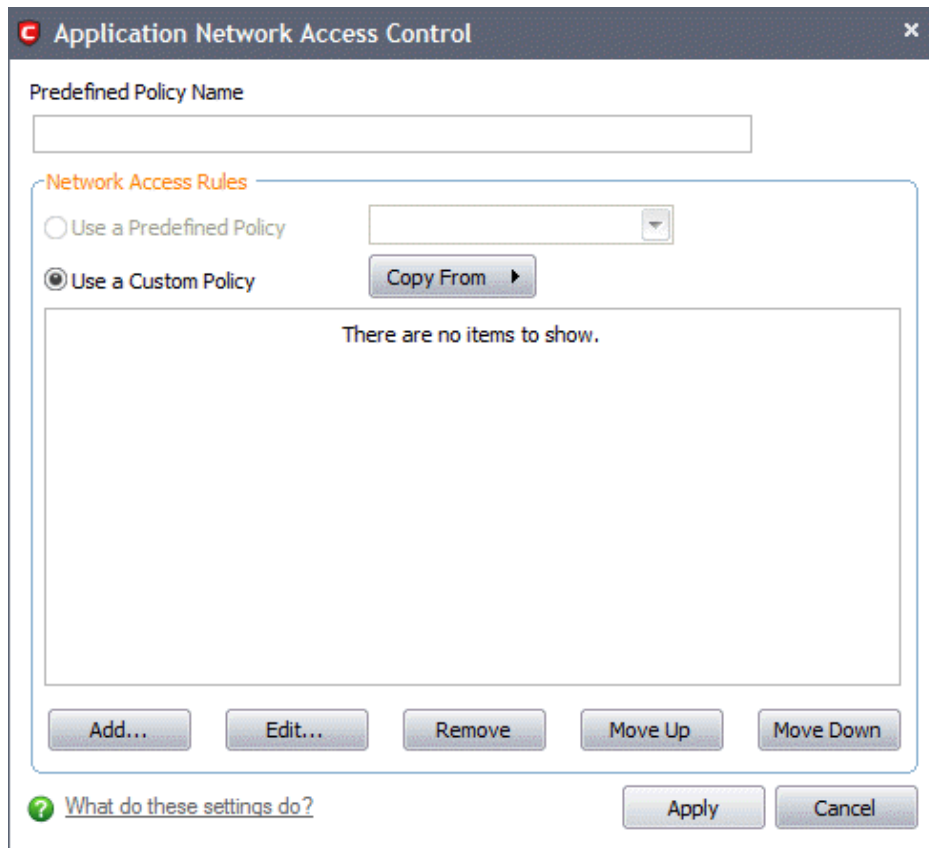 Application Network Access Control
Predefined Policy Name
Network Access Rules
Use a Predefined Policy
Use a Custom Policy
Copy From
There are no items to show.
Add...
Edit...
Remove
Move Up
Move Down
What do these settings do?
Apply
Cancel